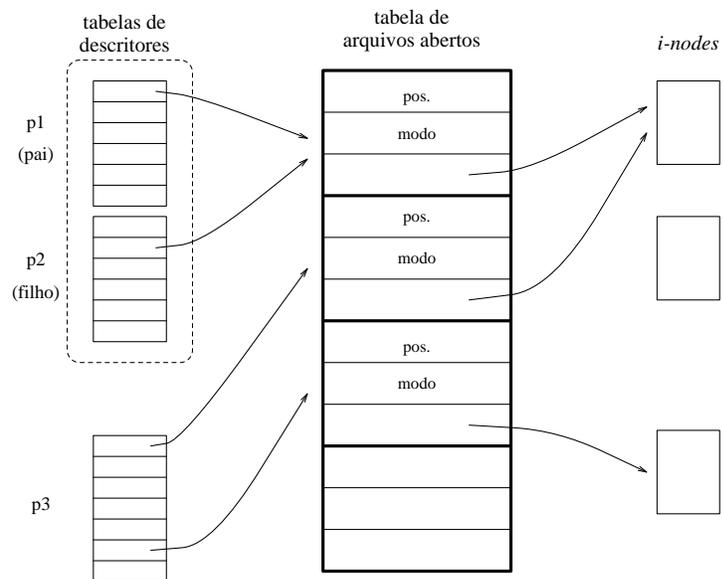 tabelas de
descritores
tabela de
arquivos abertos
i-nodes
p1
(pai)
p2
(filho)
p3
pos.
modo
pos.
modo
pos.
modo